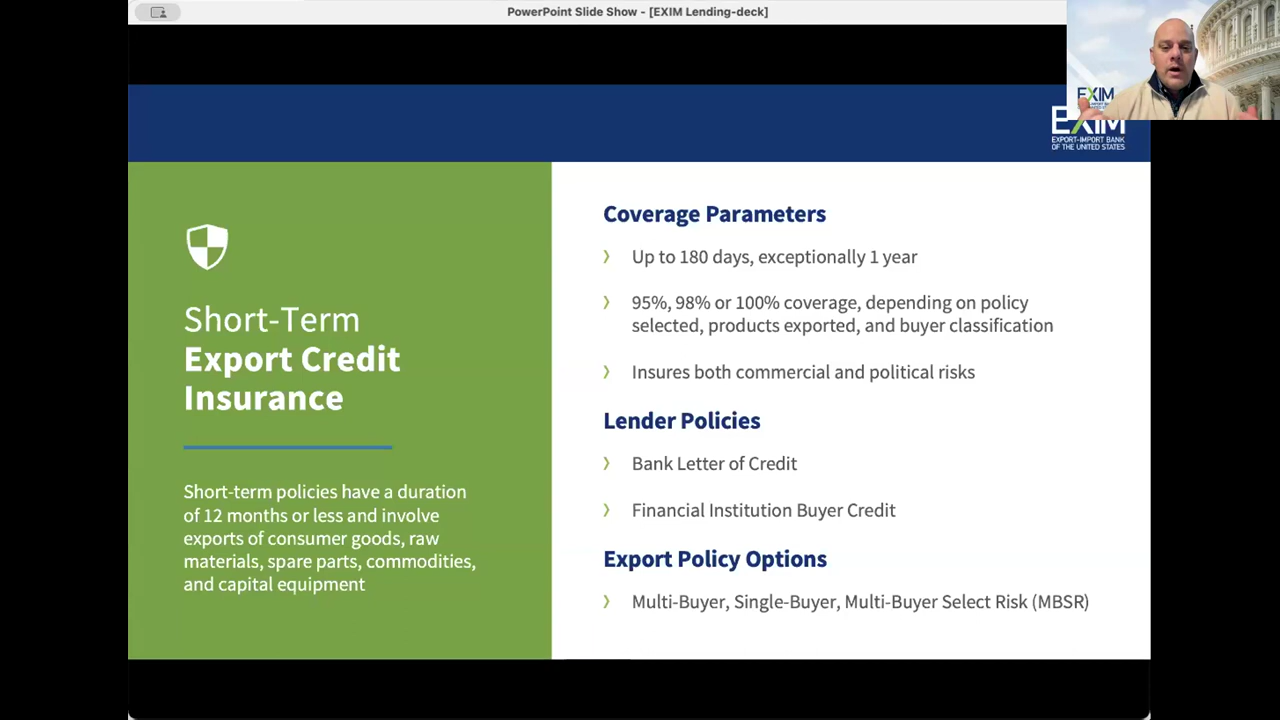 PowerPoint Slide Show - [EXIM Lending-deck]
EXIM
EXIM
EXPORT-IMPORT BANK
OF THE UNITED STATES
Short-Term
Export Credit
Insurance
Short-term policies have a duration
of 12 months or less and involve
exports of consumer goods, raw
materials, spare parts, commodities,
and capital equipment
Coverage Parameters
Up to 180 days, exceptionally 1 year
95%, 98% or 100% coverage, depending on policy
selected, products exported, and buyer classification
Insures both commercial and political risks
Lender Policies
Bank Letter of Credit
Financial Institution Buyer Credit
Export Policy Options
Multi-Buyer, Single-Buyer, Multi-Buyer Select Risk (MBSR)